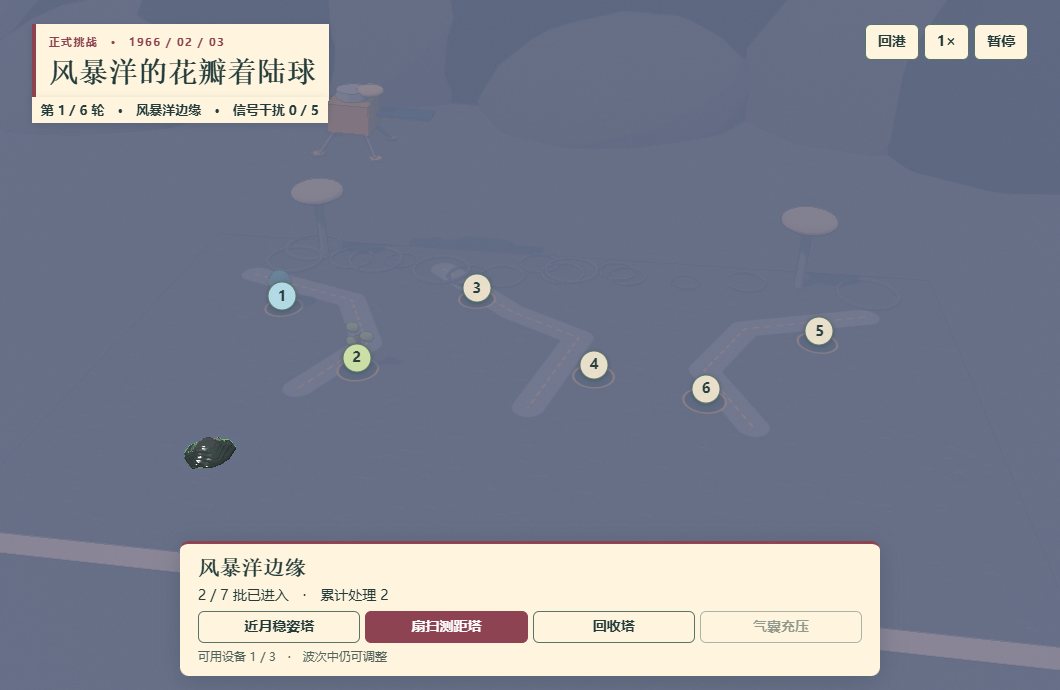 正式挑战 • 1966 / 02 / 03
风暴洋的花瓣着陆球
第 1 / 6 轮 • 风暴洋边缘 • 信号干扰 0 / 5
回港 1× 暂停
1
3
5
2
4
6
风暴洋边缘
2 / 7 批已进入 · 累计处理 2
近月稳姿塔 扇扫测距塔 回收塔 气囊充压
可用设备 1 / 3 · 波次中仍可调整